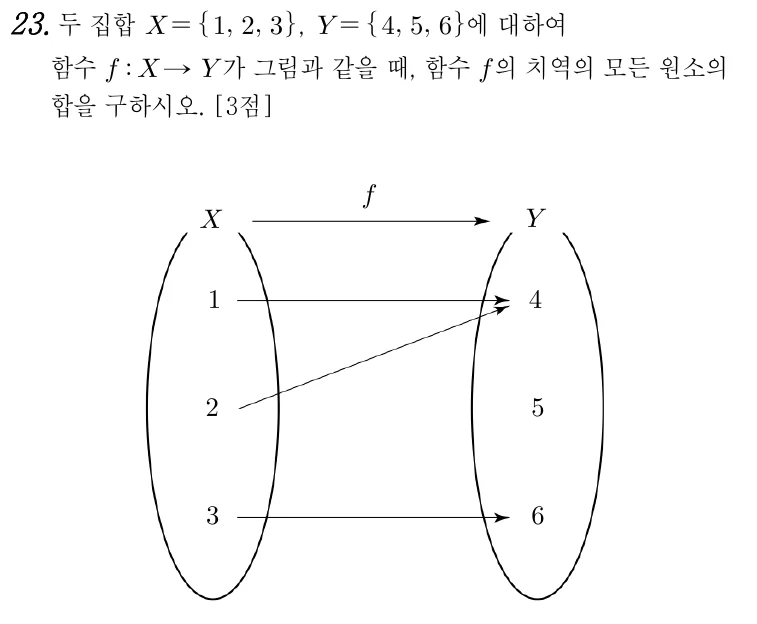 23. 두 집합 X={1, 2, 3}, Y={4, 5, 6}에 대하여
함수 f : X→Y가 그림과 같을 때, 함수 f의 치역의 모든 원소의
합을 구하시오. [3점]
f
X Y
1 4
2 5
3 6